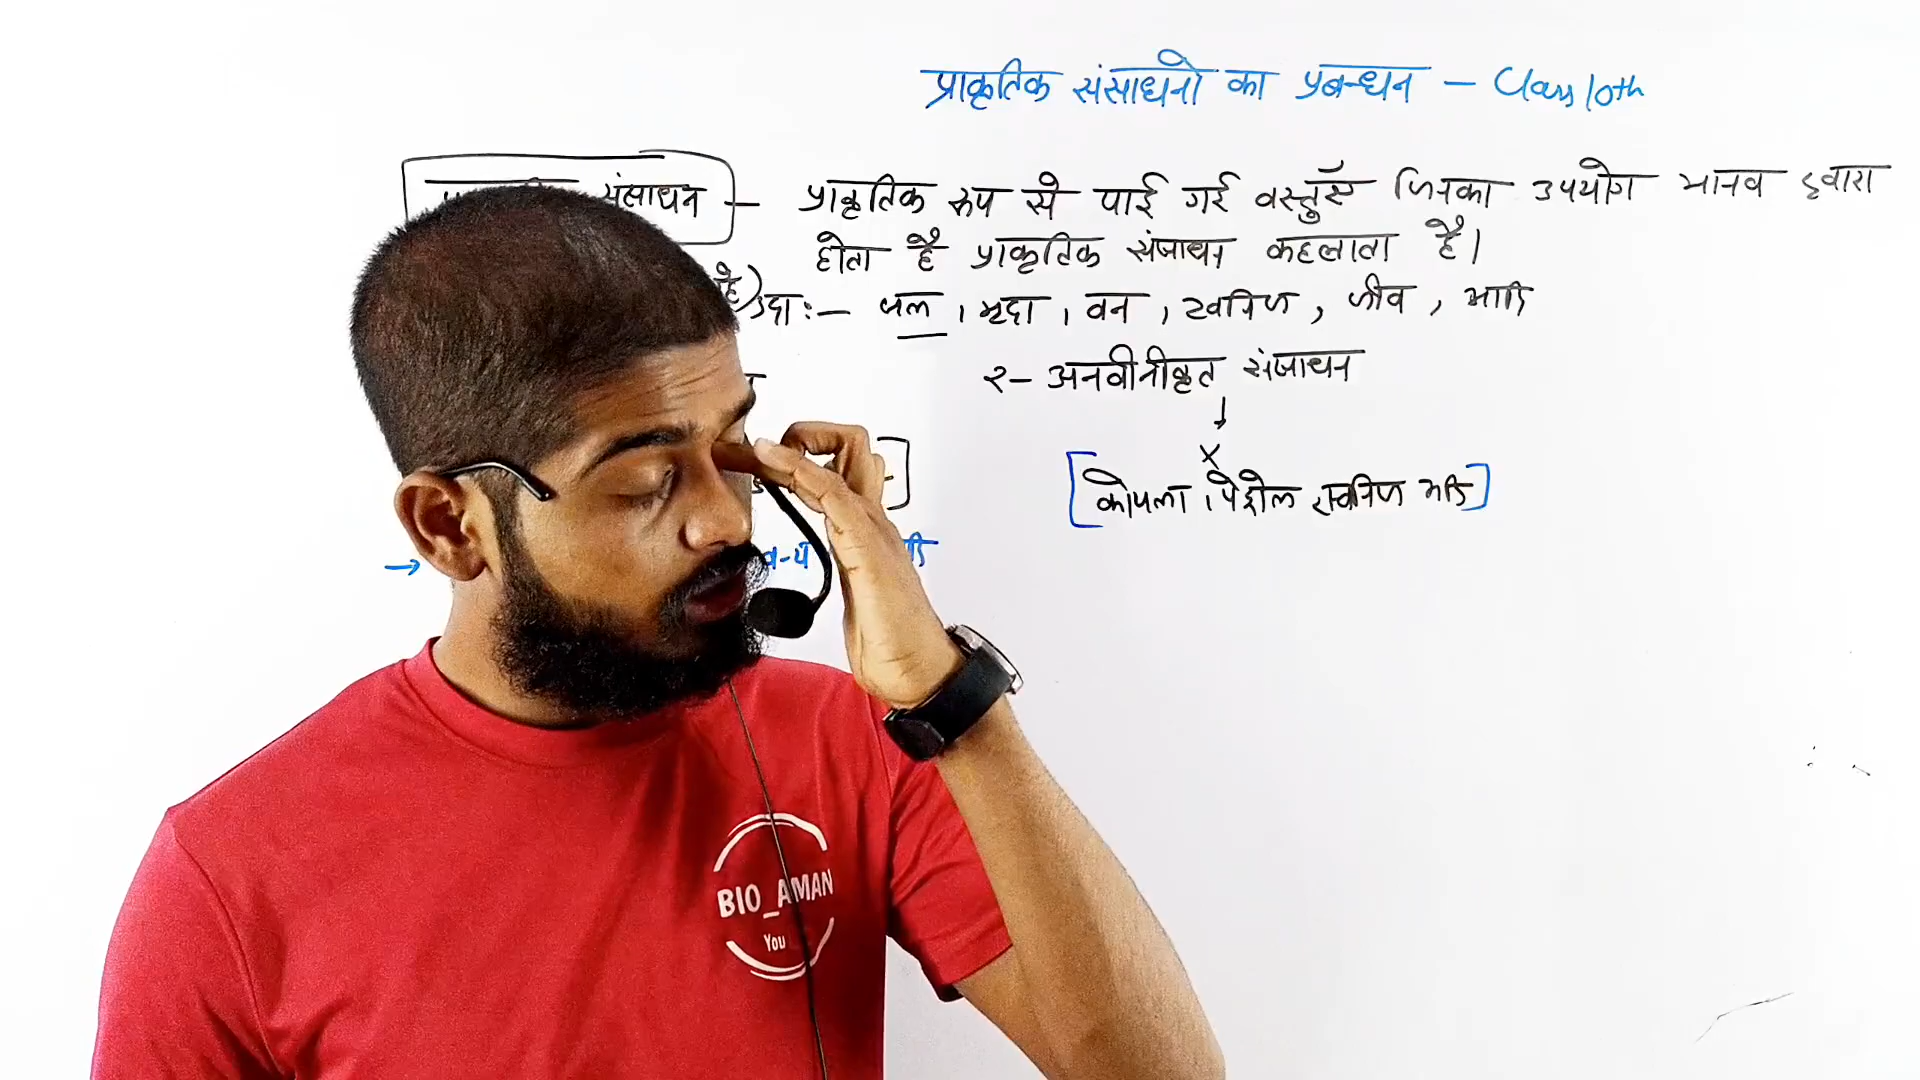 प्राकृतिक संसाधनो का प्रबन्धन – Class 10th
संसाधन – प्राकृतिक रूप से पाई गई वस्तुएँ जिनका उपयोग मानव द्वारा
होता है प्राकृतिक संसाधन कहलाता है।
है) उदाः– जल, मृदा, वन, खनिज, जीव, आदि
२– अनवीनीकृत संसाधन
[कोयला, पेट्रोल खनिज आदि]
BIO_AMAN
You